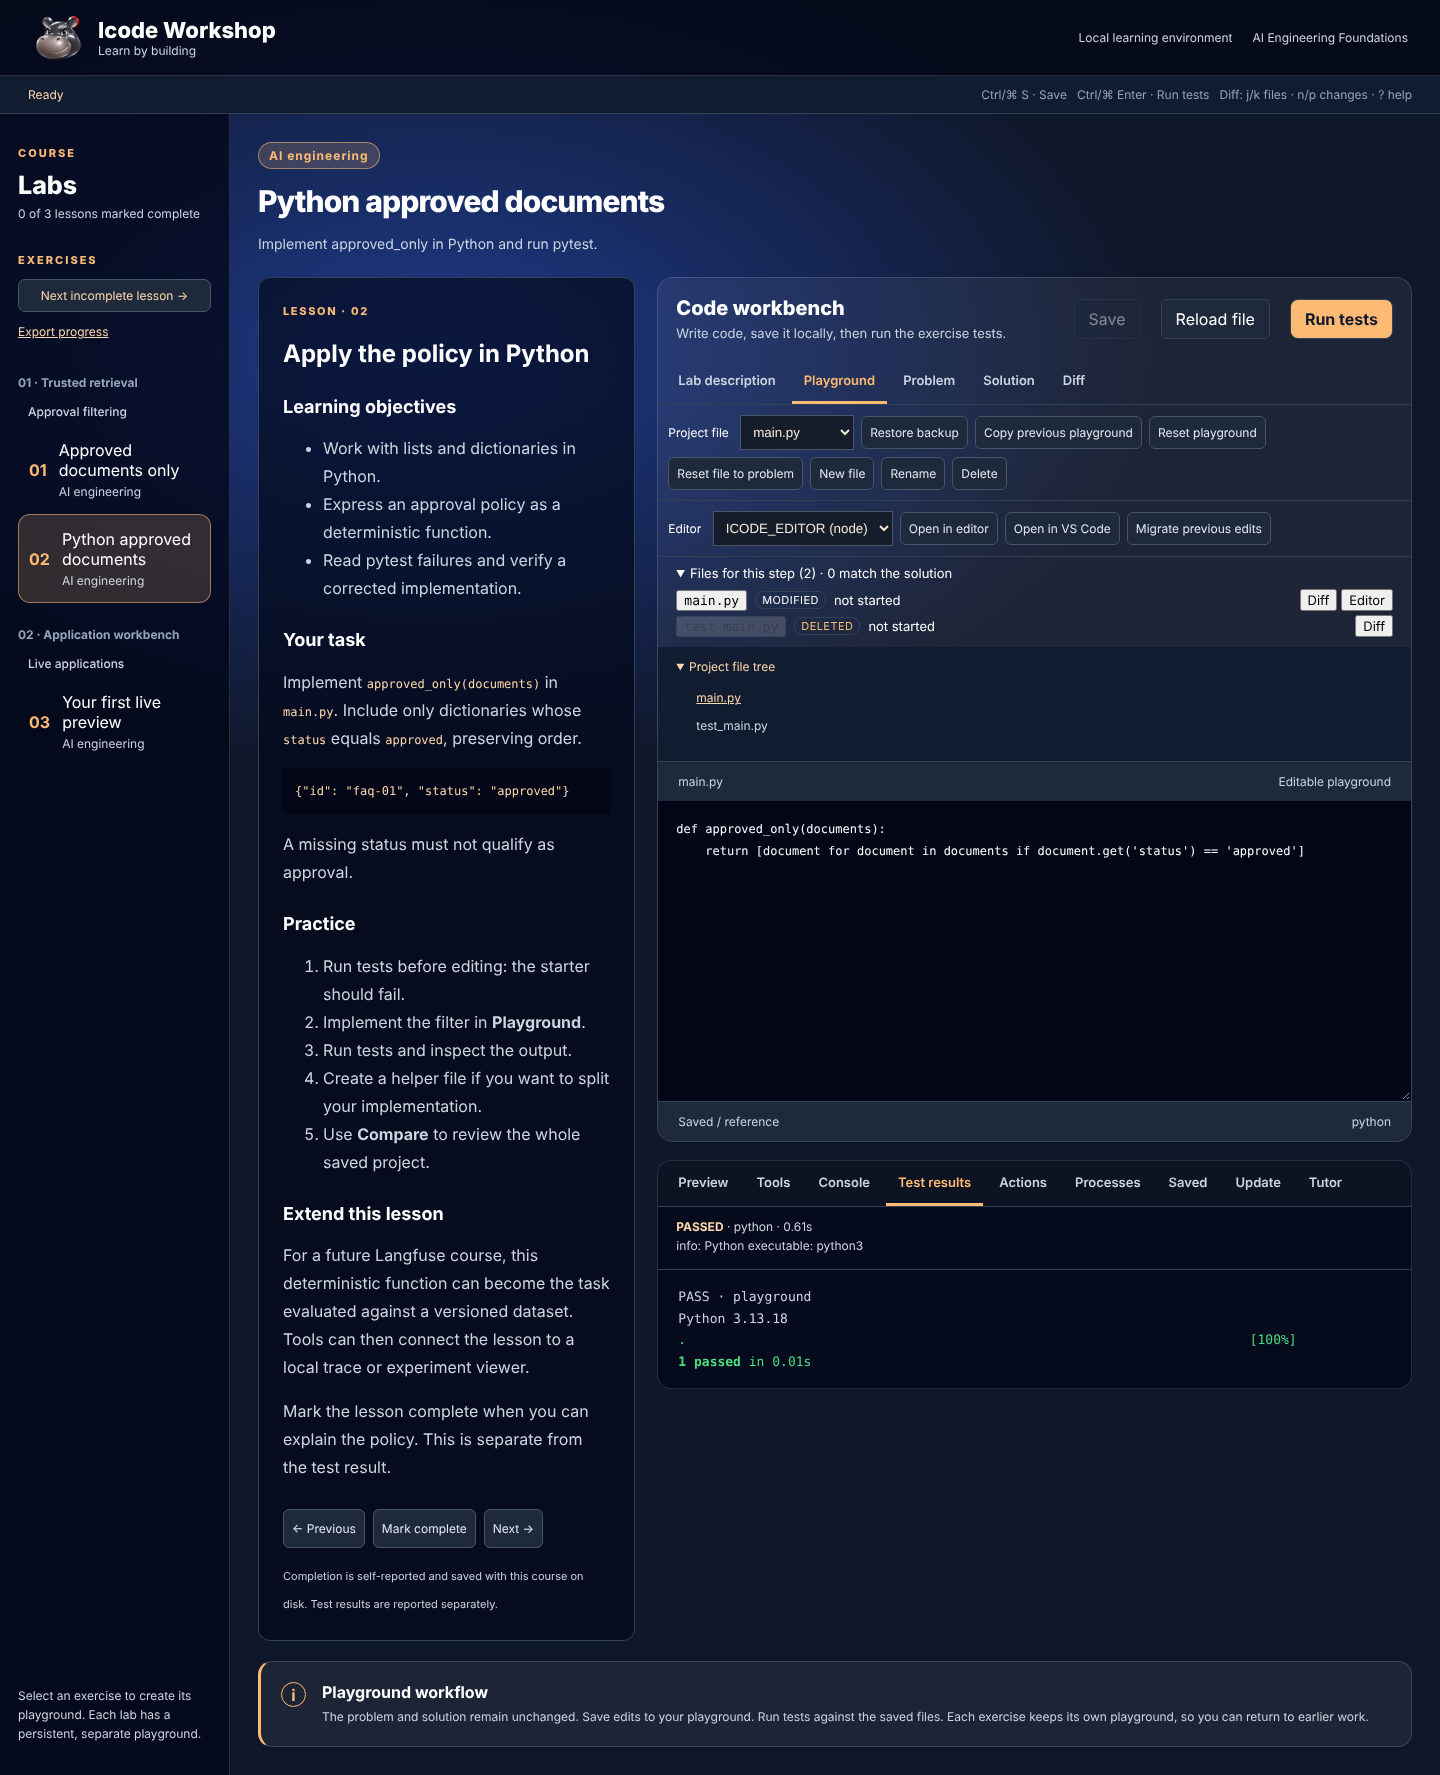 Icode Workshop
Learn by building
Local learning environment
AI Engineering Foundations
Ready
Ctrl/⌘ S · Save Ctrl/⌘ Enter · Run tests Diff: j/k files · n/p changes · ? help
COURSE
Labs
0 of 3 lessons marked complete
EXERCISES
Next incomplete lesson →
Export progress
01 · Trusted retrieval
Approval filtering
01
Approved
documents only
AI engineering
02
Python approved
documents
AI engineering
02 · Application workbench
Live applications
03
Your first live
preview
AI engineering
Select an exercise to create its
playground. Each lab has a
persistent, separate playground.
AI engineering
Python approved documents
Implement approved_only in Python and run pytest.
LESSON · 02
Apply the policy in Python
Learning objectives
• Work with lists and dictionaries in
Python.
• Express an approval policy as a
deterministic function.
• Read pytest failures and verify a
corrected implementation.
Your task
Implement approved_only(documents) in
main.py. Include only dictionaries whose
status equals approved, preserving order.
{"id": "faq-01", "status": "approved"}
A missing status must not qualify as
approval.
Practice
1. Run tests before editing: the starter
should fail.
2. Implement the filter in Playground.
3. Run tests and inspect the output.
4. Create a helper file if you want to split
your implementation.
5. Use Compare to review the whole
saved project.
Extend this lesson
For a future Langfuse course, this
deterministic function can become the task
evaluated against a versioned dataset.
Tools can then connect the lesson to a
local trace or experiment viewer.
Mark the lesson complete when you can
explain the policy. This is separate from
the test result.
← Previous
Mark complete
Next →
Completion is self-reported and saved with this course on
disk. Test results are reported separately.
Code workbench
Write code, save it locally, then run the exercise tests.
Save
Reload file
Run tests
Lab description Playground Problem Solution Diff
Project file main.py Restore backup Copy previous playground Reset playground
Reset file to problem New file Rename Delete
Editor ICODE_EDITOR (node) Open in editor Open in VS Code Migrate previous edits
▼ Files for this step (2) · 0 match the solution
main.py MODIFIED not started Diff Editor
test_main.py DELETED not started Diff
▼ Project file tree
main.py
test_main.py
main.py Editable playground
def approved_only(documents):
    return [document for document in documents if document.get('status') == 'approved']
Saved / reference python
Preview Tools Console Test results Actions Processes Saved Update Tutor
PASSED · python · 0.61s
info: Python executable: python3
PASS · playground
Python 3.13.18
. [100%]
1 passed in 0.01s
i
Playground workflow
The problem and solution remain unchanged. Save edits to your playground. Run tests against the saved files. Each exercise keeps its own playground, so you can return to earlier work.